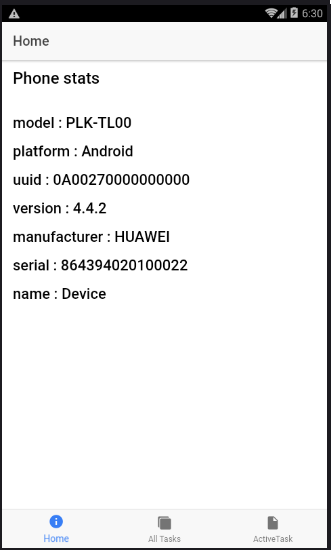 6:30
Home
Phone stats
model : PLK-TL00
platform : Android
uuid : 0A00270000000000
version : 4.4.2
manufacturer : HUAWEI
serial : 864394020100022
name : Device
Home
All Tasks
ActiveTask